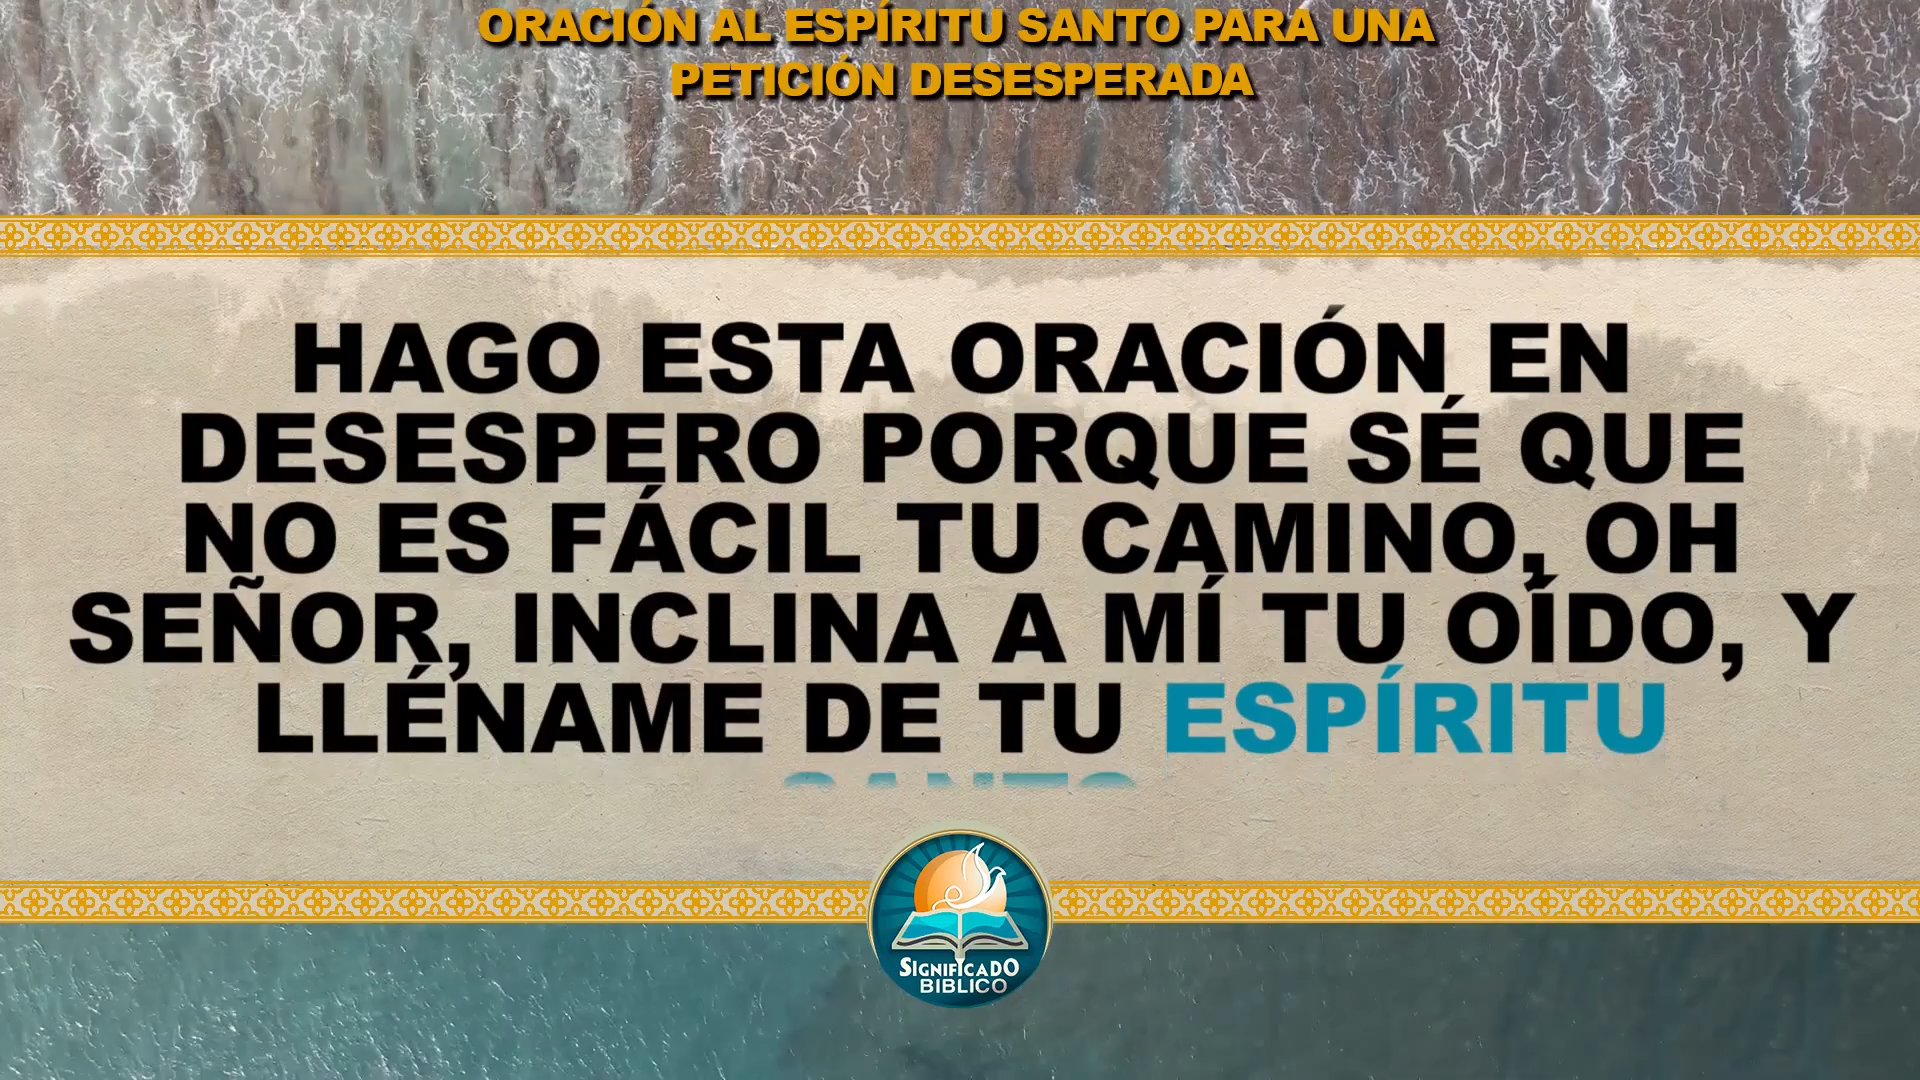 ORACIÓN AL ESPÍRITU SANTO PARA UNA
PETICIÓN DESESPERADA
HAGO ESTA ORACIÓN EN
DESESPERO PORQUE SÉ QUE
NO ES FÁCIL TU CAMINO, OH
SEÑOR, INCLINA A MÍ TU OÍDO, Y
LLÉNAME DE TU ESPÍRITU
SIGNIFICADO
BIBLICO